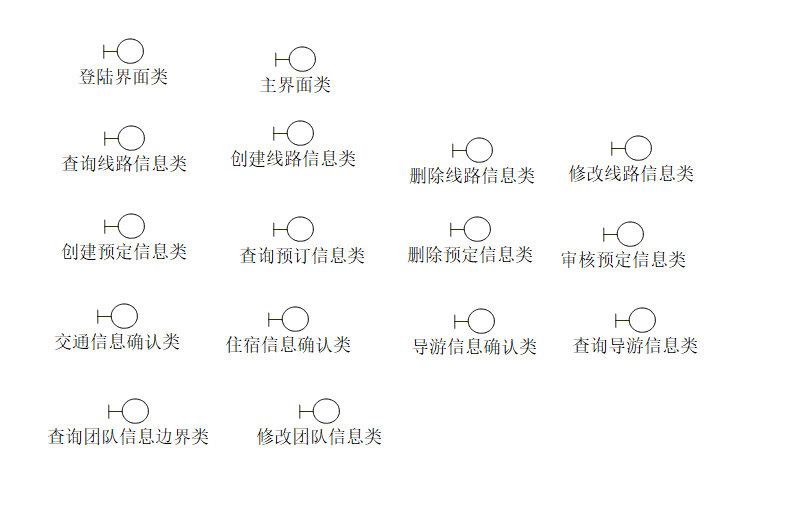 登陆界面类
主界面类
查询线路信息类
创建线路信息类
删除线路信息类
修改线路信息类
创建预定信息类
查询预订信息类
删除预定信息类
审核预定信息类
交通信息确认类
住宿信息确认类
导游信息确认类
查询导游信息类
查询团队信息边界类
修改团队信息类